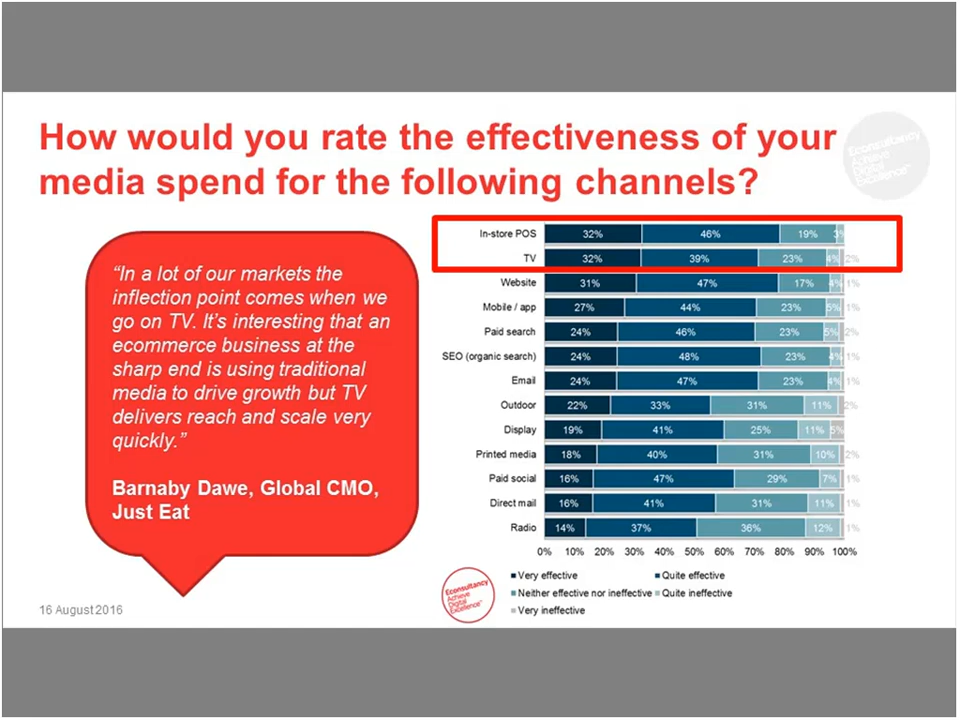 How would you rate the effectiveness of your
media spend for the following channels?
Econsultancy
Achieve
Digital
Excellence™
“In a lot of our markets the
inflection point comes when we
go on TV. It’s interesting that an
ecommerce business at the
sharp end is using traditional
media to drive growth but TV
delivers reach and scale very
quickly.”
Barnaby Dawe, Global CMO,
Just Eat
In-store POS 32% 46% 19% 3%
TV 32% 39% 23% 4% 2%
Website 31% 47% 17% 4% 1%
Mobile / app 27% 44% 23% 5% 1%
Paid search 24% 46% 23% 5% 2%
SEO (organic search) 24% 48% 23% 4% 1%
Email 24% 47% 23% 4% 1%
Outdoor 22% 33% 31% 11% 2%
Display 19% 41% 25% 11% 5%
Printed media 18% 40% 31% 10% 2%
Paid social 16% 47% 29% 7% 1%
Direct mail 16% 41% 31% 11% 1%
Radio 14% 37% 36% 12% 1%
0% 10% 20% 30% 40% 50% 60% 70% 80% 90% 100%
Very effective Quite effective
Neither effective nor ineffective Quite ineffective
Very ineffective
Econsultancy
Achieve
Digital
Excellence™
16 August 2016